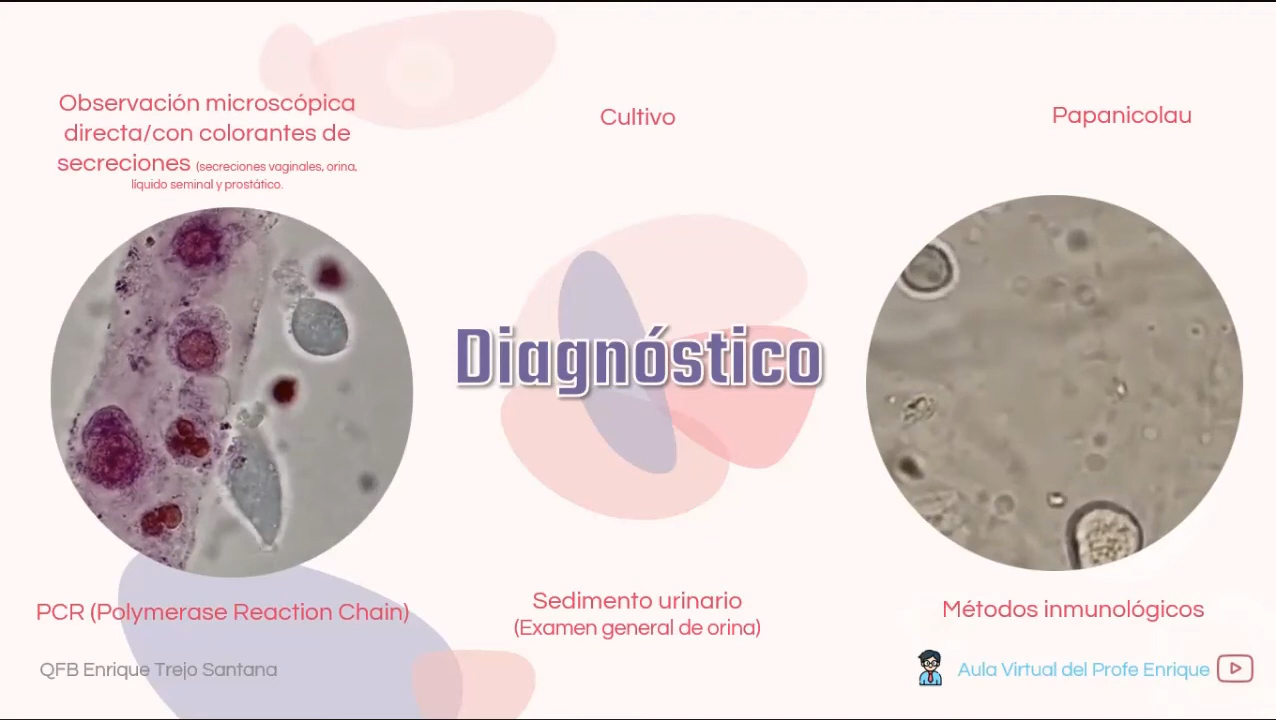 Observación microscópica
directa/con colorantes de
secreciones (secreciones vaginales, orina,
líquido seminal y prostático.
Cultivo
Papanicolau
Diagnóstico
PCR (Polymerase Reaction Chain)
Sedimento urinario
(Examen general de orina)
Métodos inmunológicos
QFB Enrique Trejo Santana
Aula Virtual del Profe Enrique